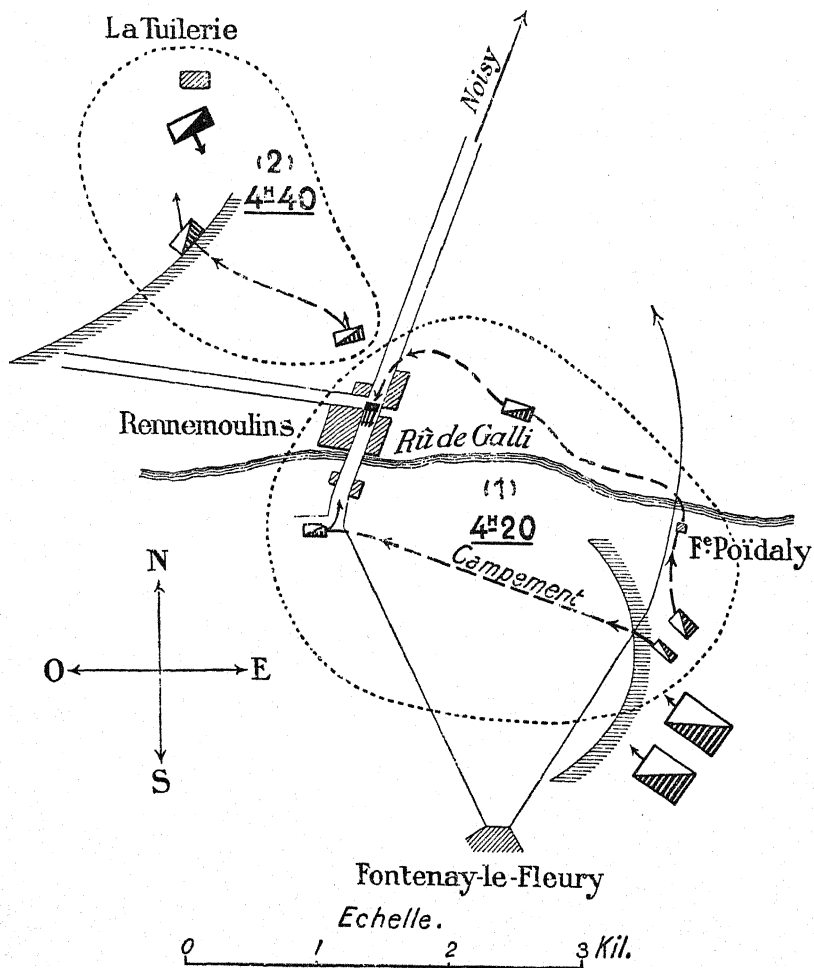 La Tuilerie
Noisy
(2)
4H40
Rennemoulins
Rû de Galli
(1)
4H20
Fe. Poïdaly
Campement
N
O
E
S
Fontenay-le-Fleury
Echelle.
0 1 2 3 Kil.